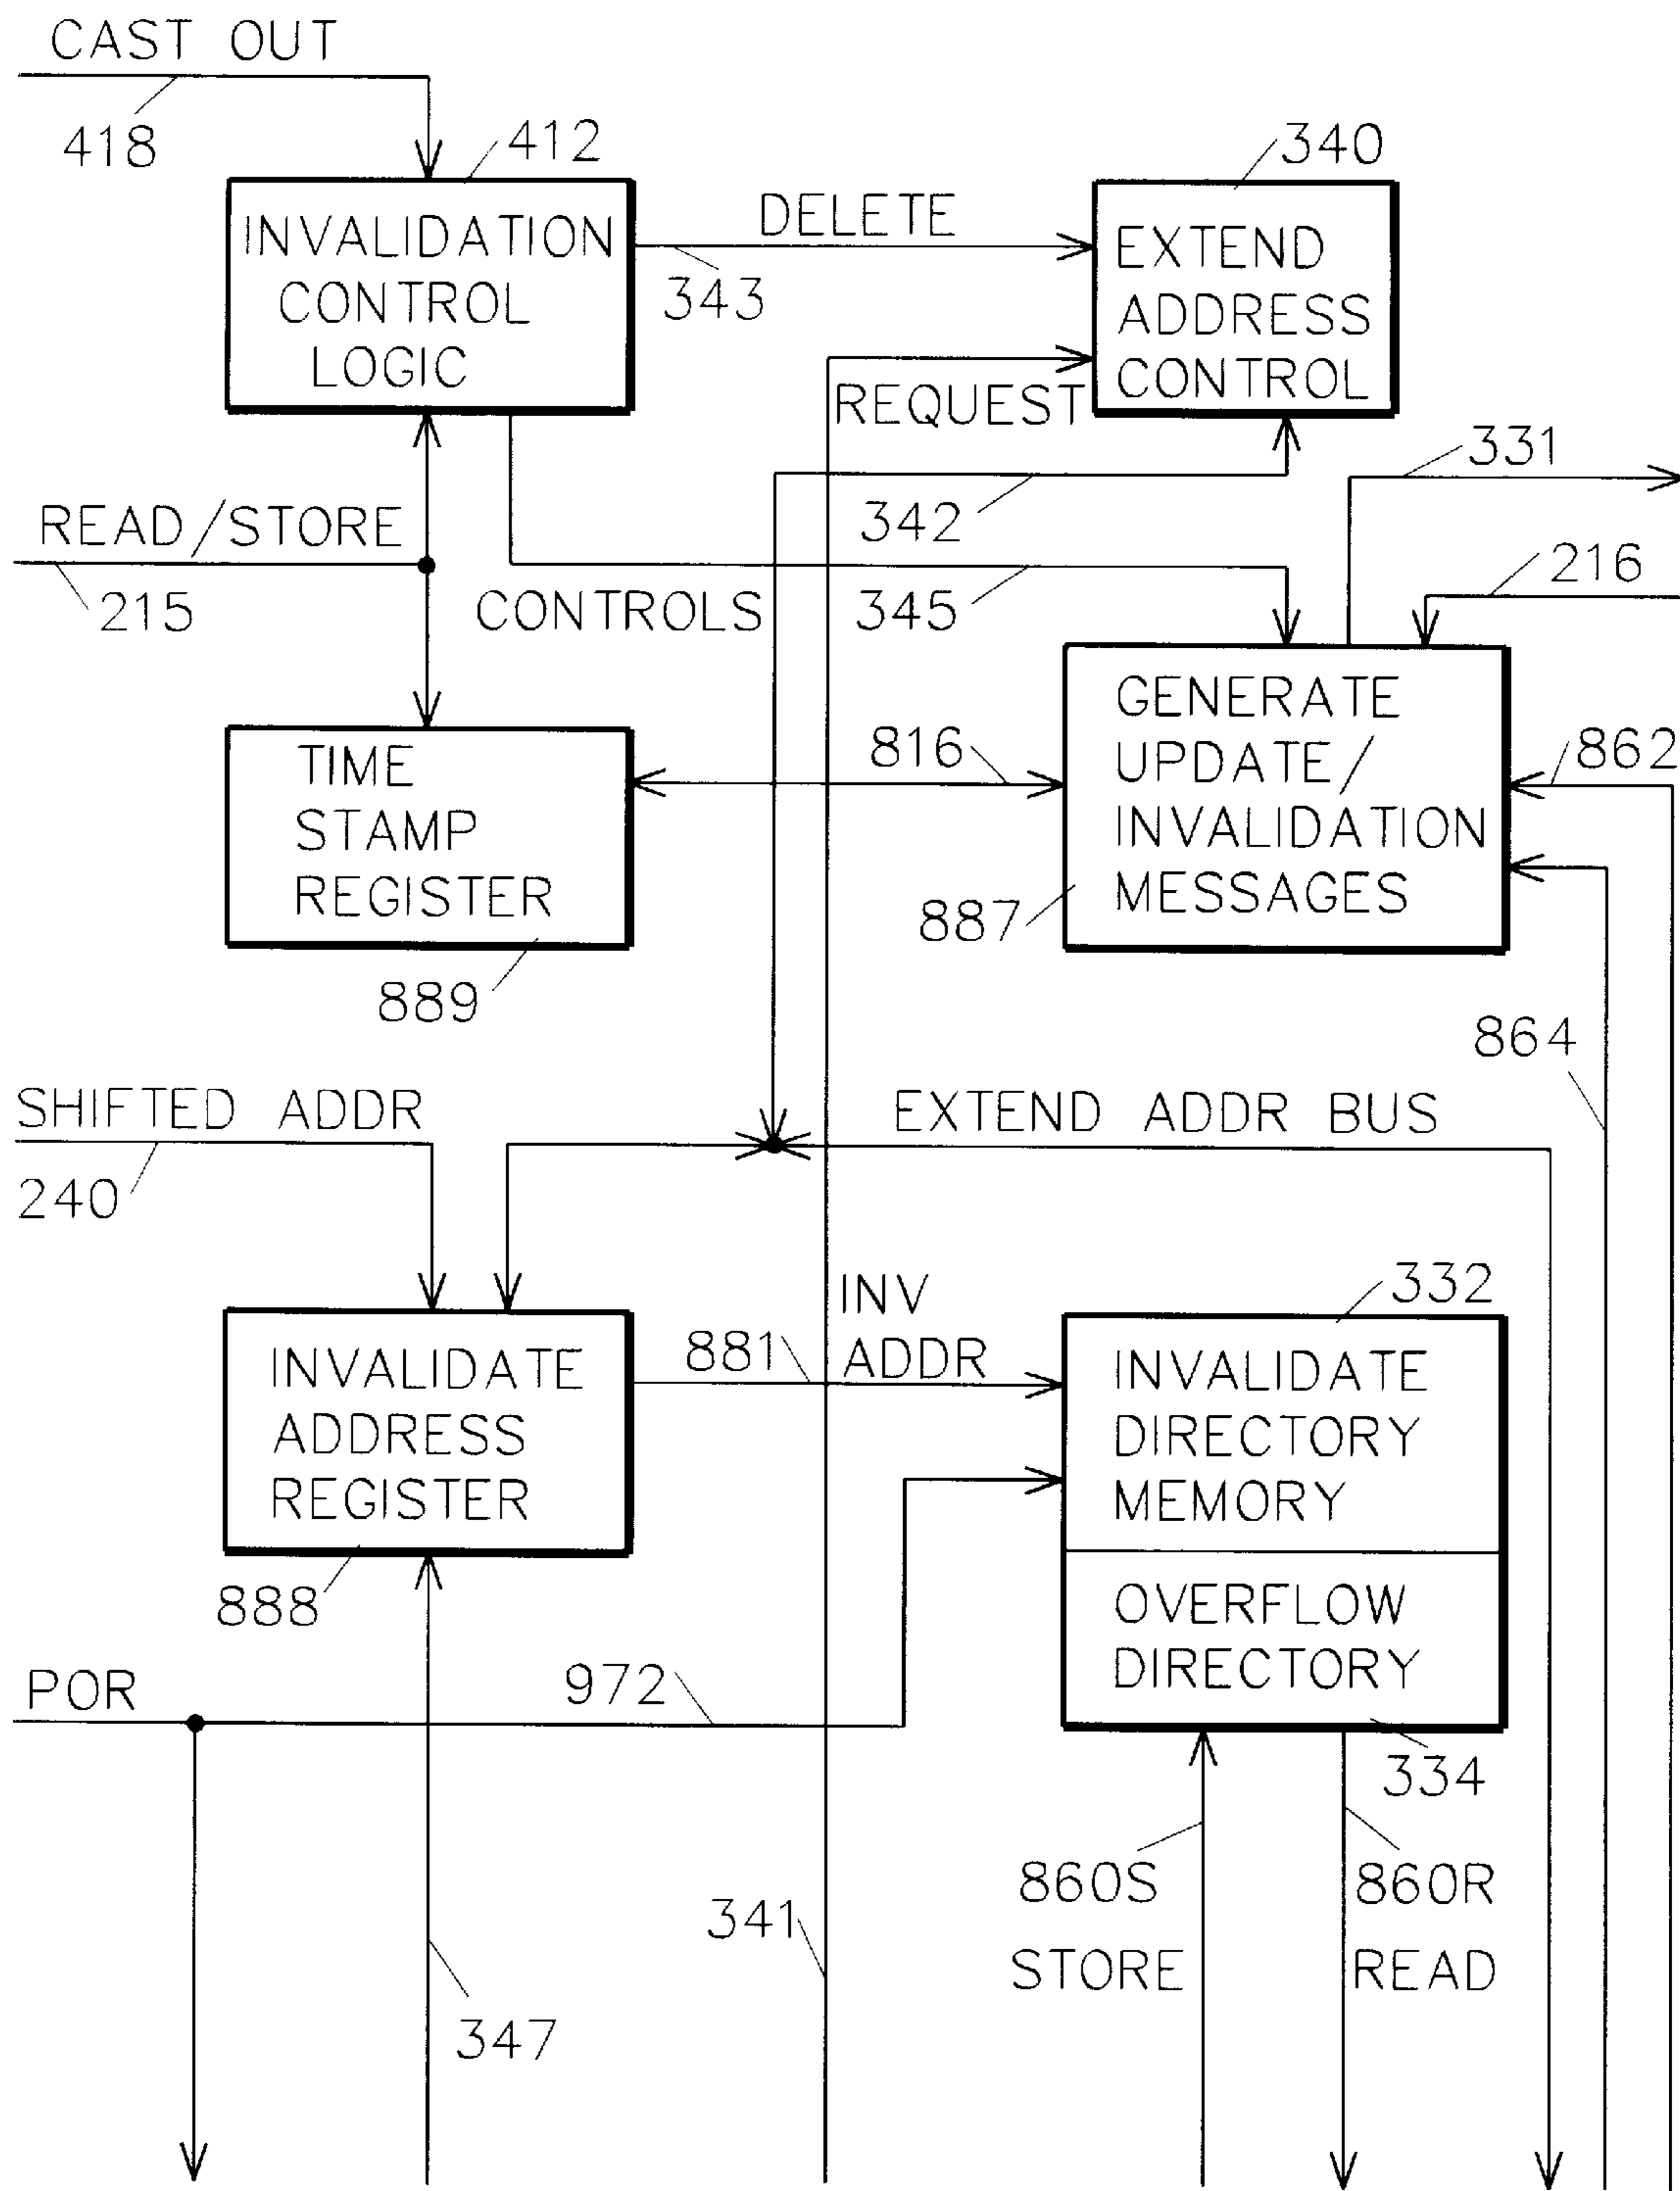 CAST OUT
418
412
340
INVALIDATION
CONTROL
LOGIC
DELETE
343
EXTEND
ADDRESS
CONTROL
REQUEST
331
342
READ/STORE
215
CONTROLS
345
216
TIME
STAMP
REGISTER
816
GENERATE
UPDATE/
INVALIDATION
MESSAGES
862
887
889
864
SHIFTED ADDR
240
EXTEND ADDR BUS
INV
ADDR
332
881
INVALIDATE
ADDRESS
REGISTER
INVALIDATE
DIRECTORY
MEMORY
888
OVERFLOW
DIRECTORY
POR
972
334
860S
STORE
860R
READ
341
347